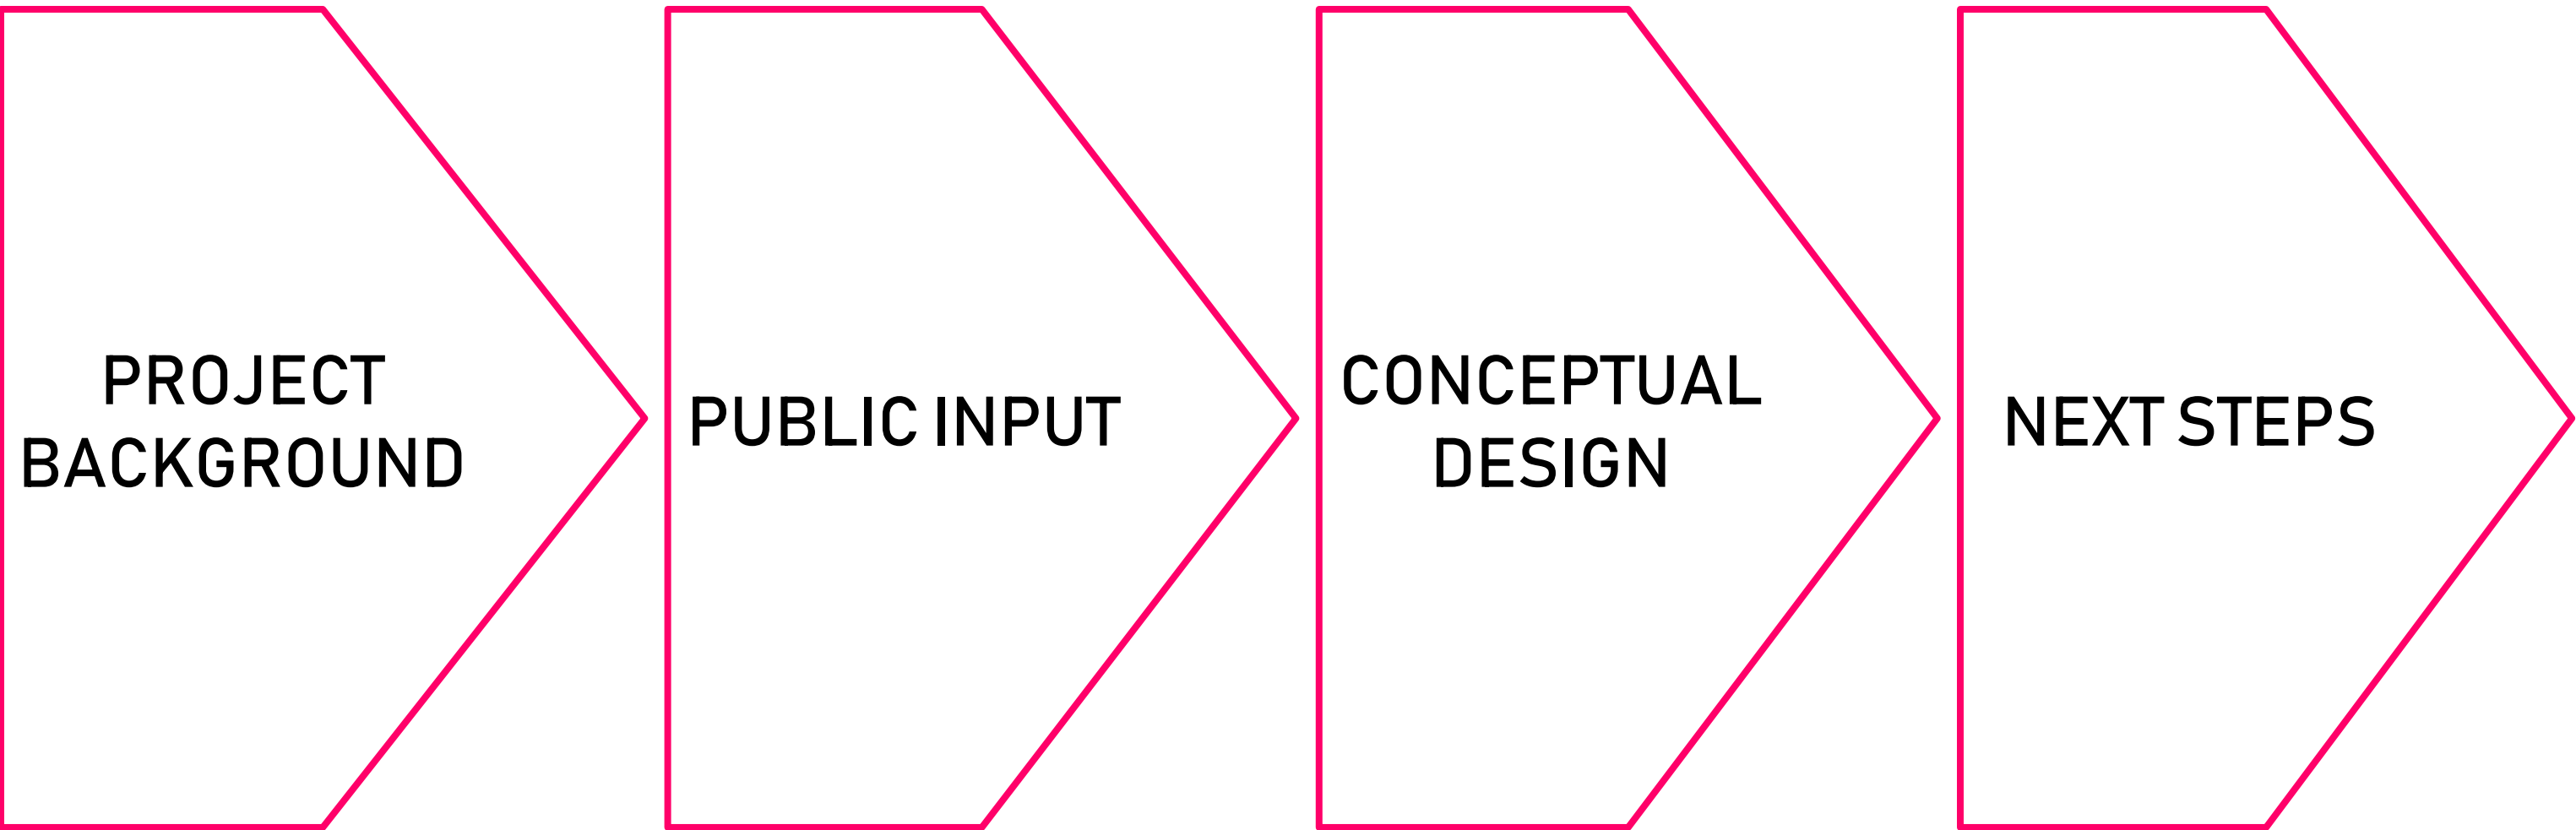 PROJECT
BACKGROUND
PUBLIC INPUT
CONCEPTUAL
DESIGN
NEXT STEPS